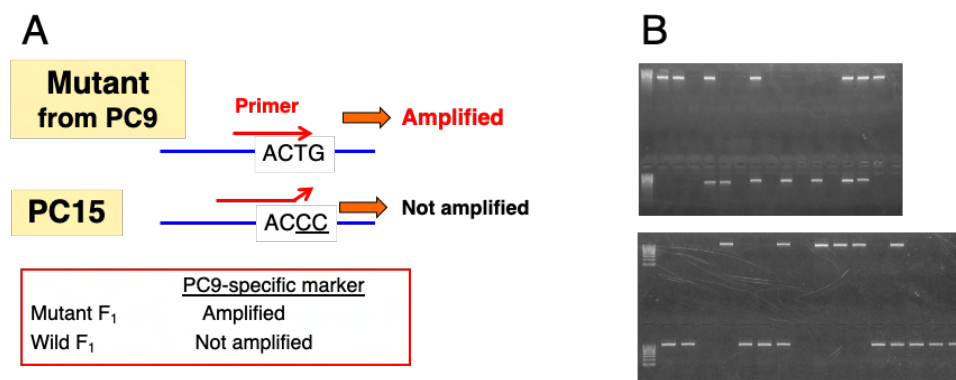 A
Mutant
from PC9
Primer
Amplified
ACTG
PC15
ACCC
Not amplified
PC9-specific marker
Mutant F₁ Amplified
Wild F₁ Not amplified
B